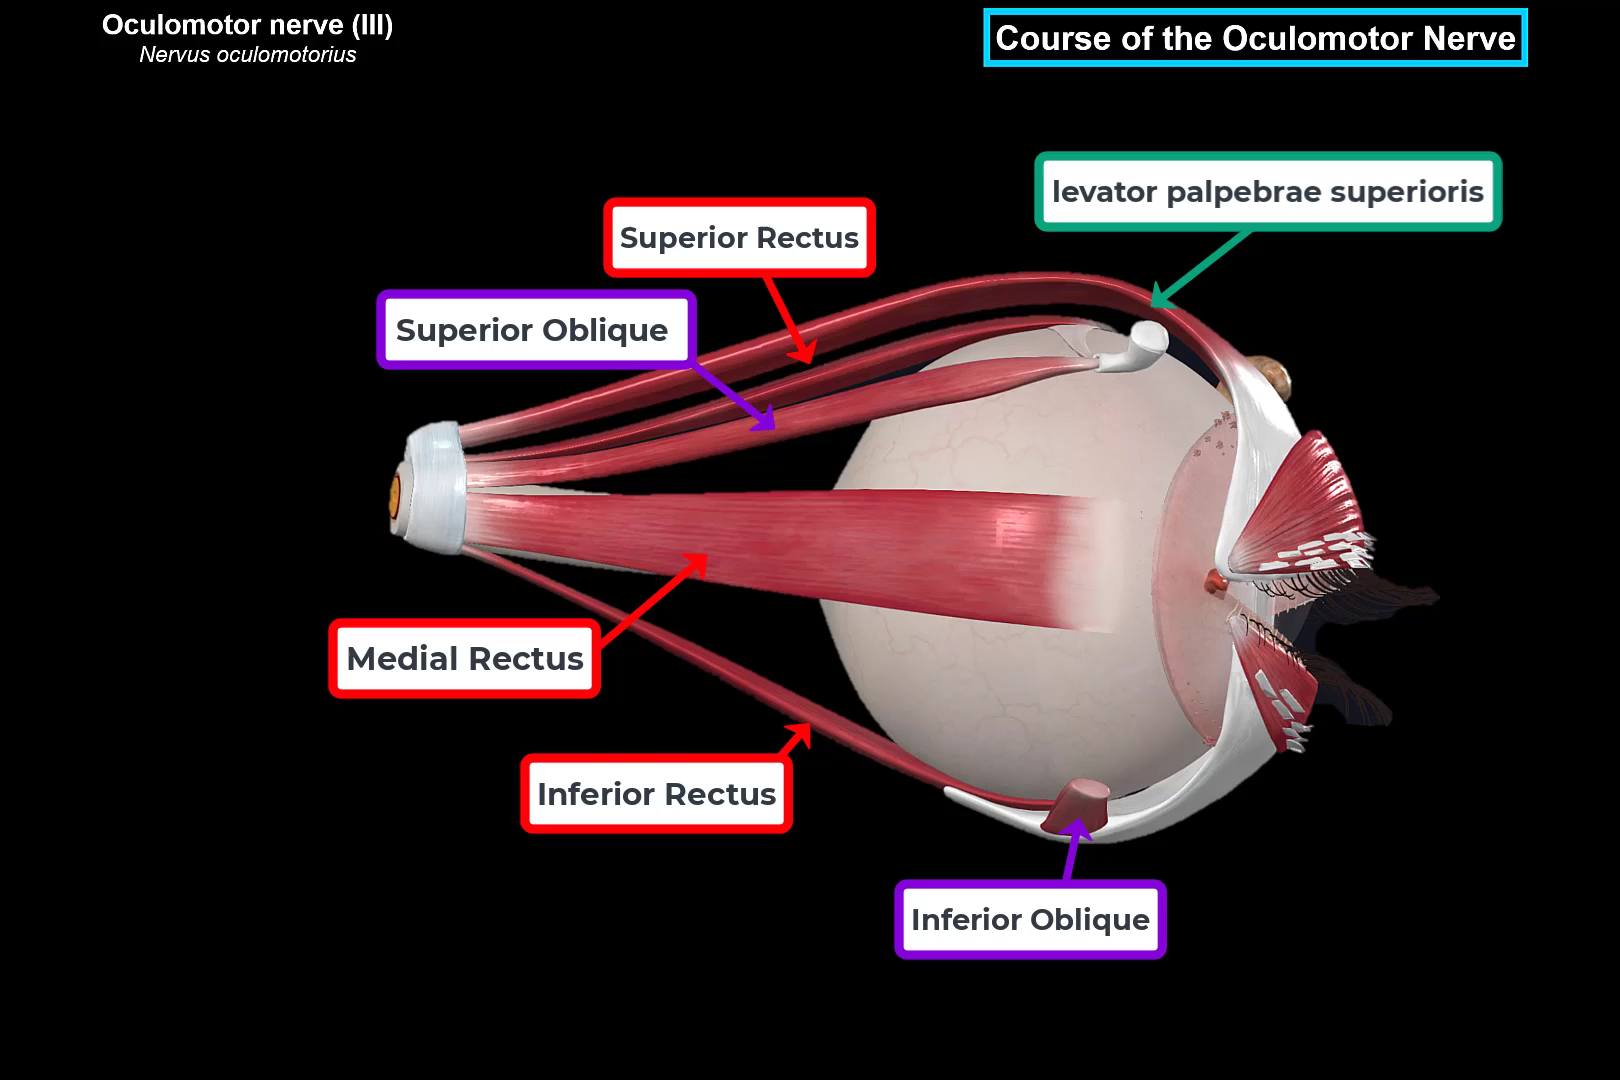 Oculomotor nerve (III)
Nervus oculomotorius
Course of the Oculomotor Nerve
levator palpebrae superioris
Superior Rectus
Superior Oblique
Medial Rectus
Inferior Rectus
Inferior Oblique